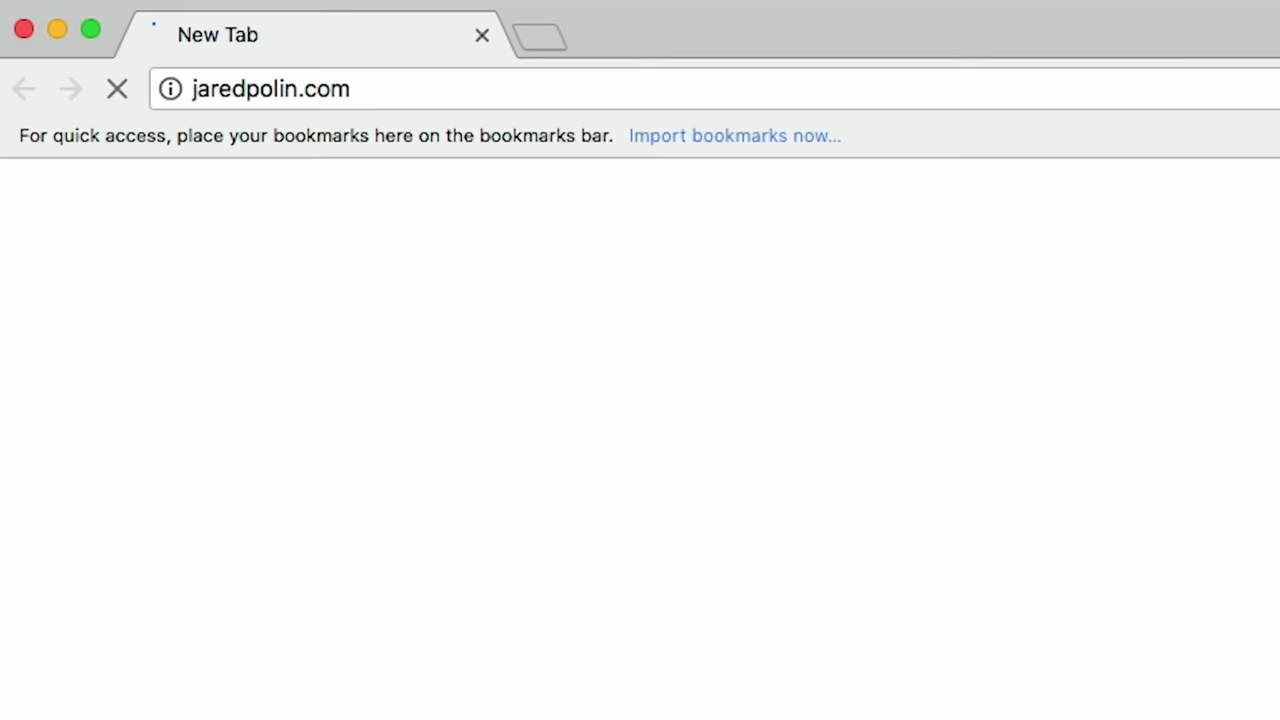 New Tab
jaredpolin.com
For quick access, place your bookmarks here on the bookmarks bar. Import bookmarks now...